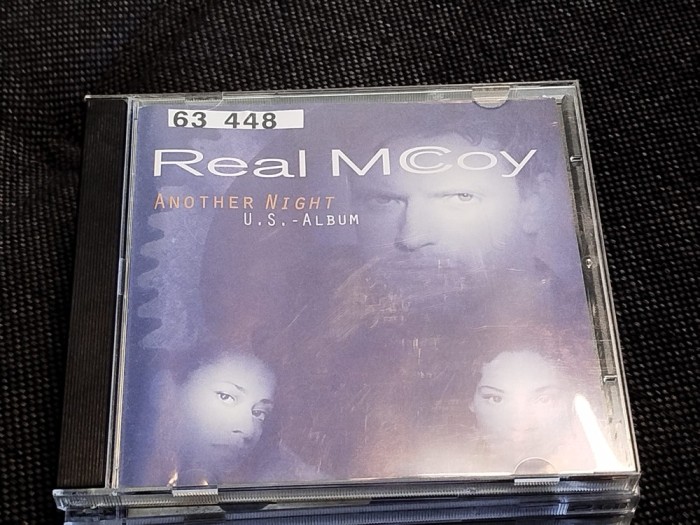 63 448
Real McCoy
ANOTHER NIGHT
U.S.-ALBUM